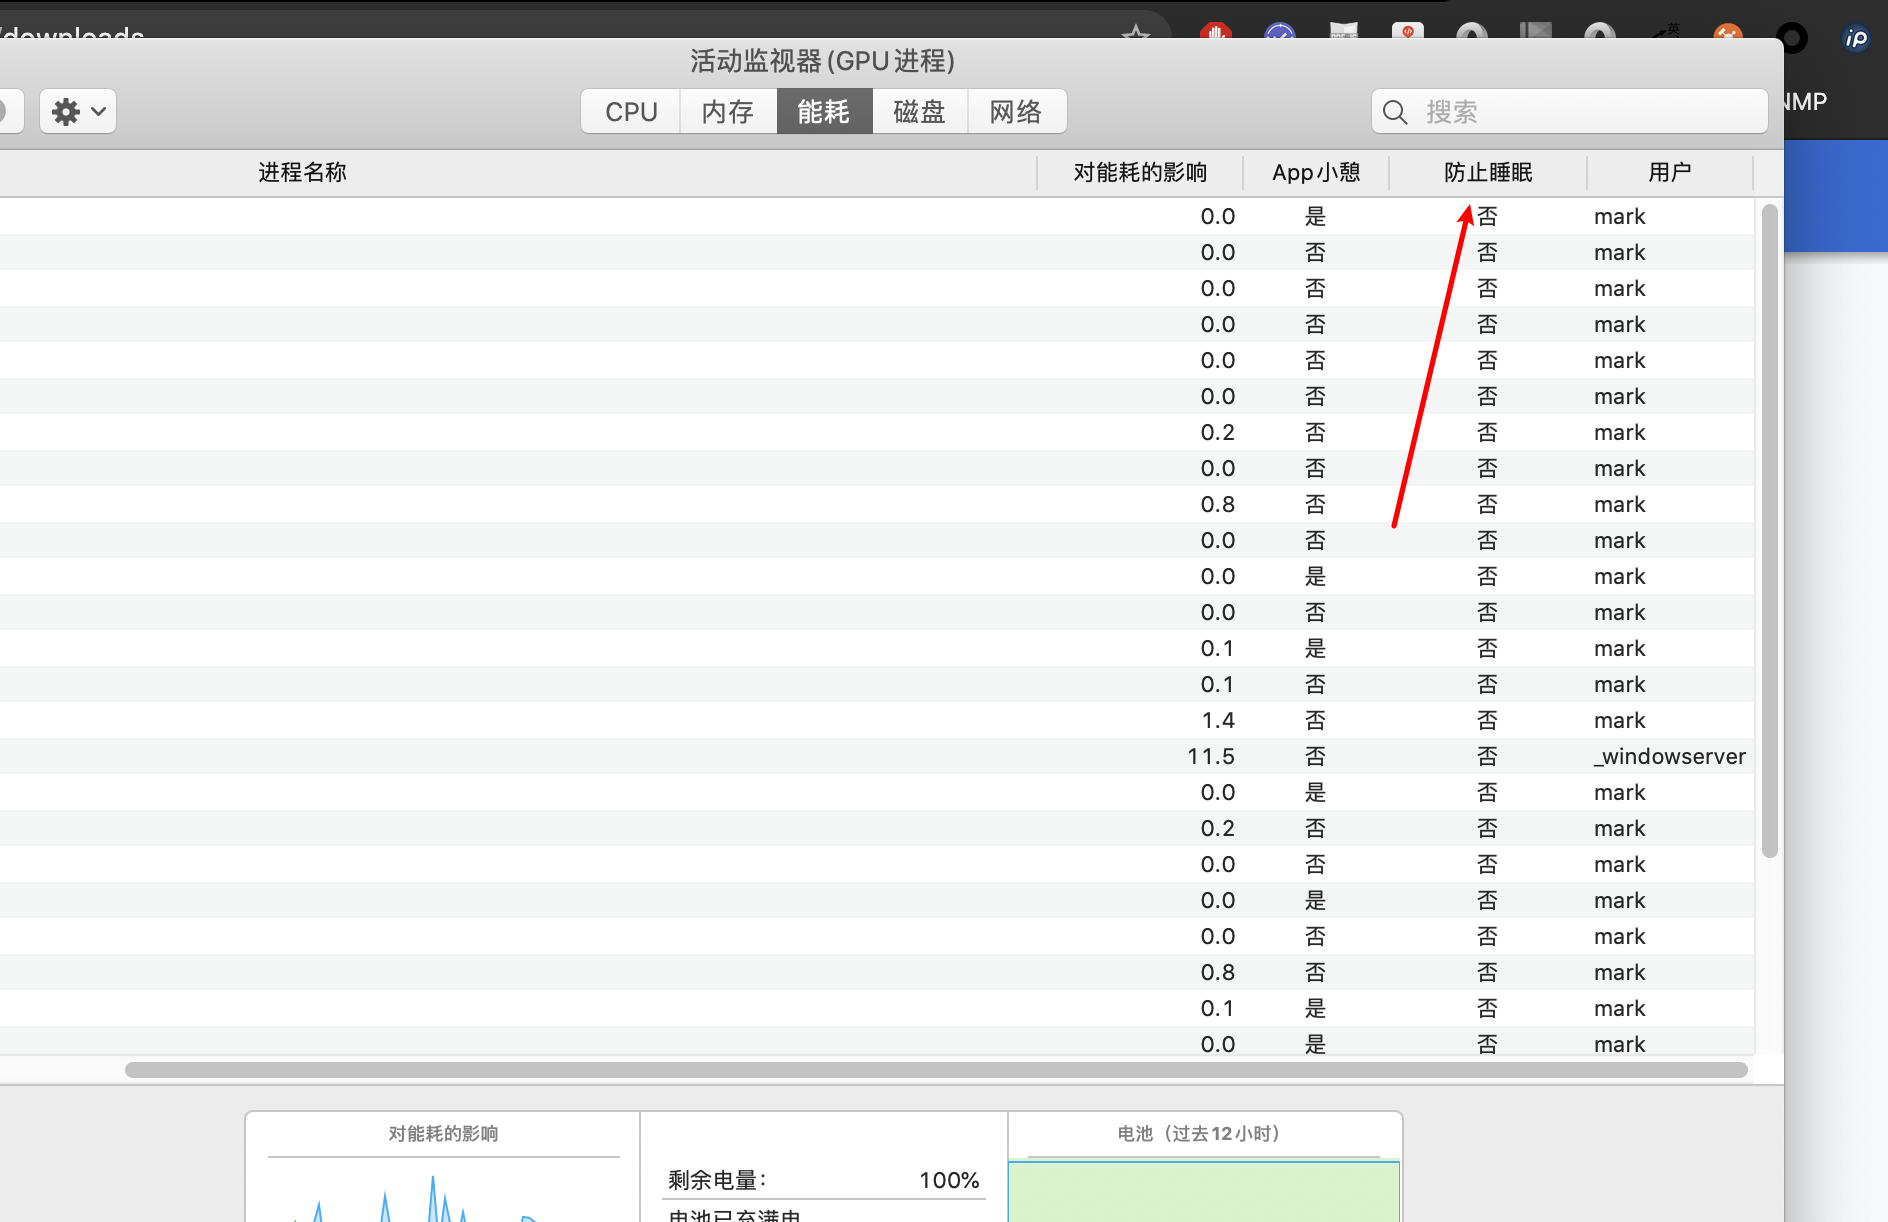 /downloads
英
iP
NMP
活动监视器 (GPU 进程)
CPU 内存 能耗 磁盘 网络
搜索
进程名称 对能耗的影响 App小憩 防止睡眠 用户
0.0 是 否 mark
0.0 否 否 mark
0.0 否 否 mark
0.0 否 否 mark
0.0 否 否 mark
0.0 否 否 mark
0.2 否 否 mark
0.0 否 否 mark
0.8 否 否 mark
0.0 否 否 mark
0.0 是 否 mark
0.0 否 否 mark
0.1 是 否 mark
0.1 否 否 mark
1.4 否 否 mark
11.5 否 否 _windowserver
0.0 是 否 mark
0.2 否 否 mark
0.0 否 否 mark
0.0 是 否 mark
0.0 否 否 mark
0.8 否 否 mark
0.1 是 否 mark
0.0 是 否 mark
对能耗的影响
剩余电量： 100%
电池已充满电
电池（过去12小时）